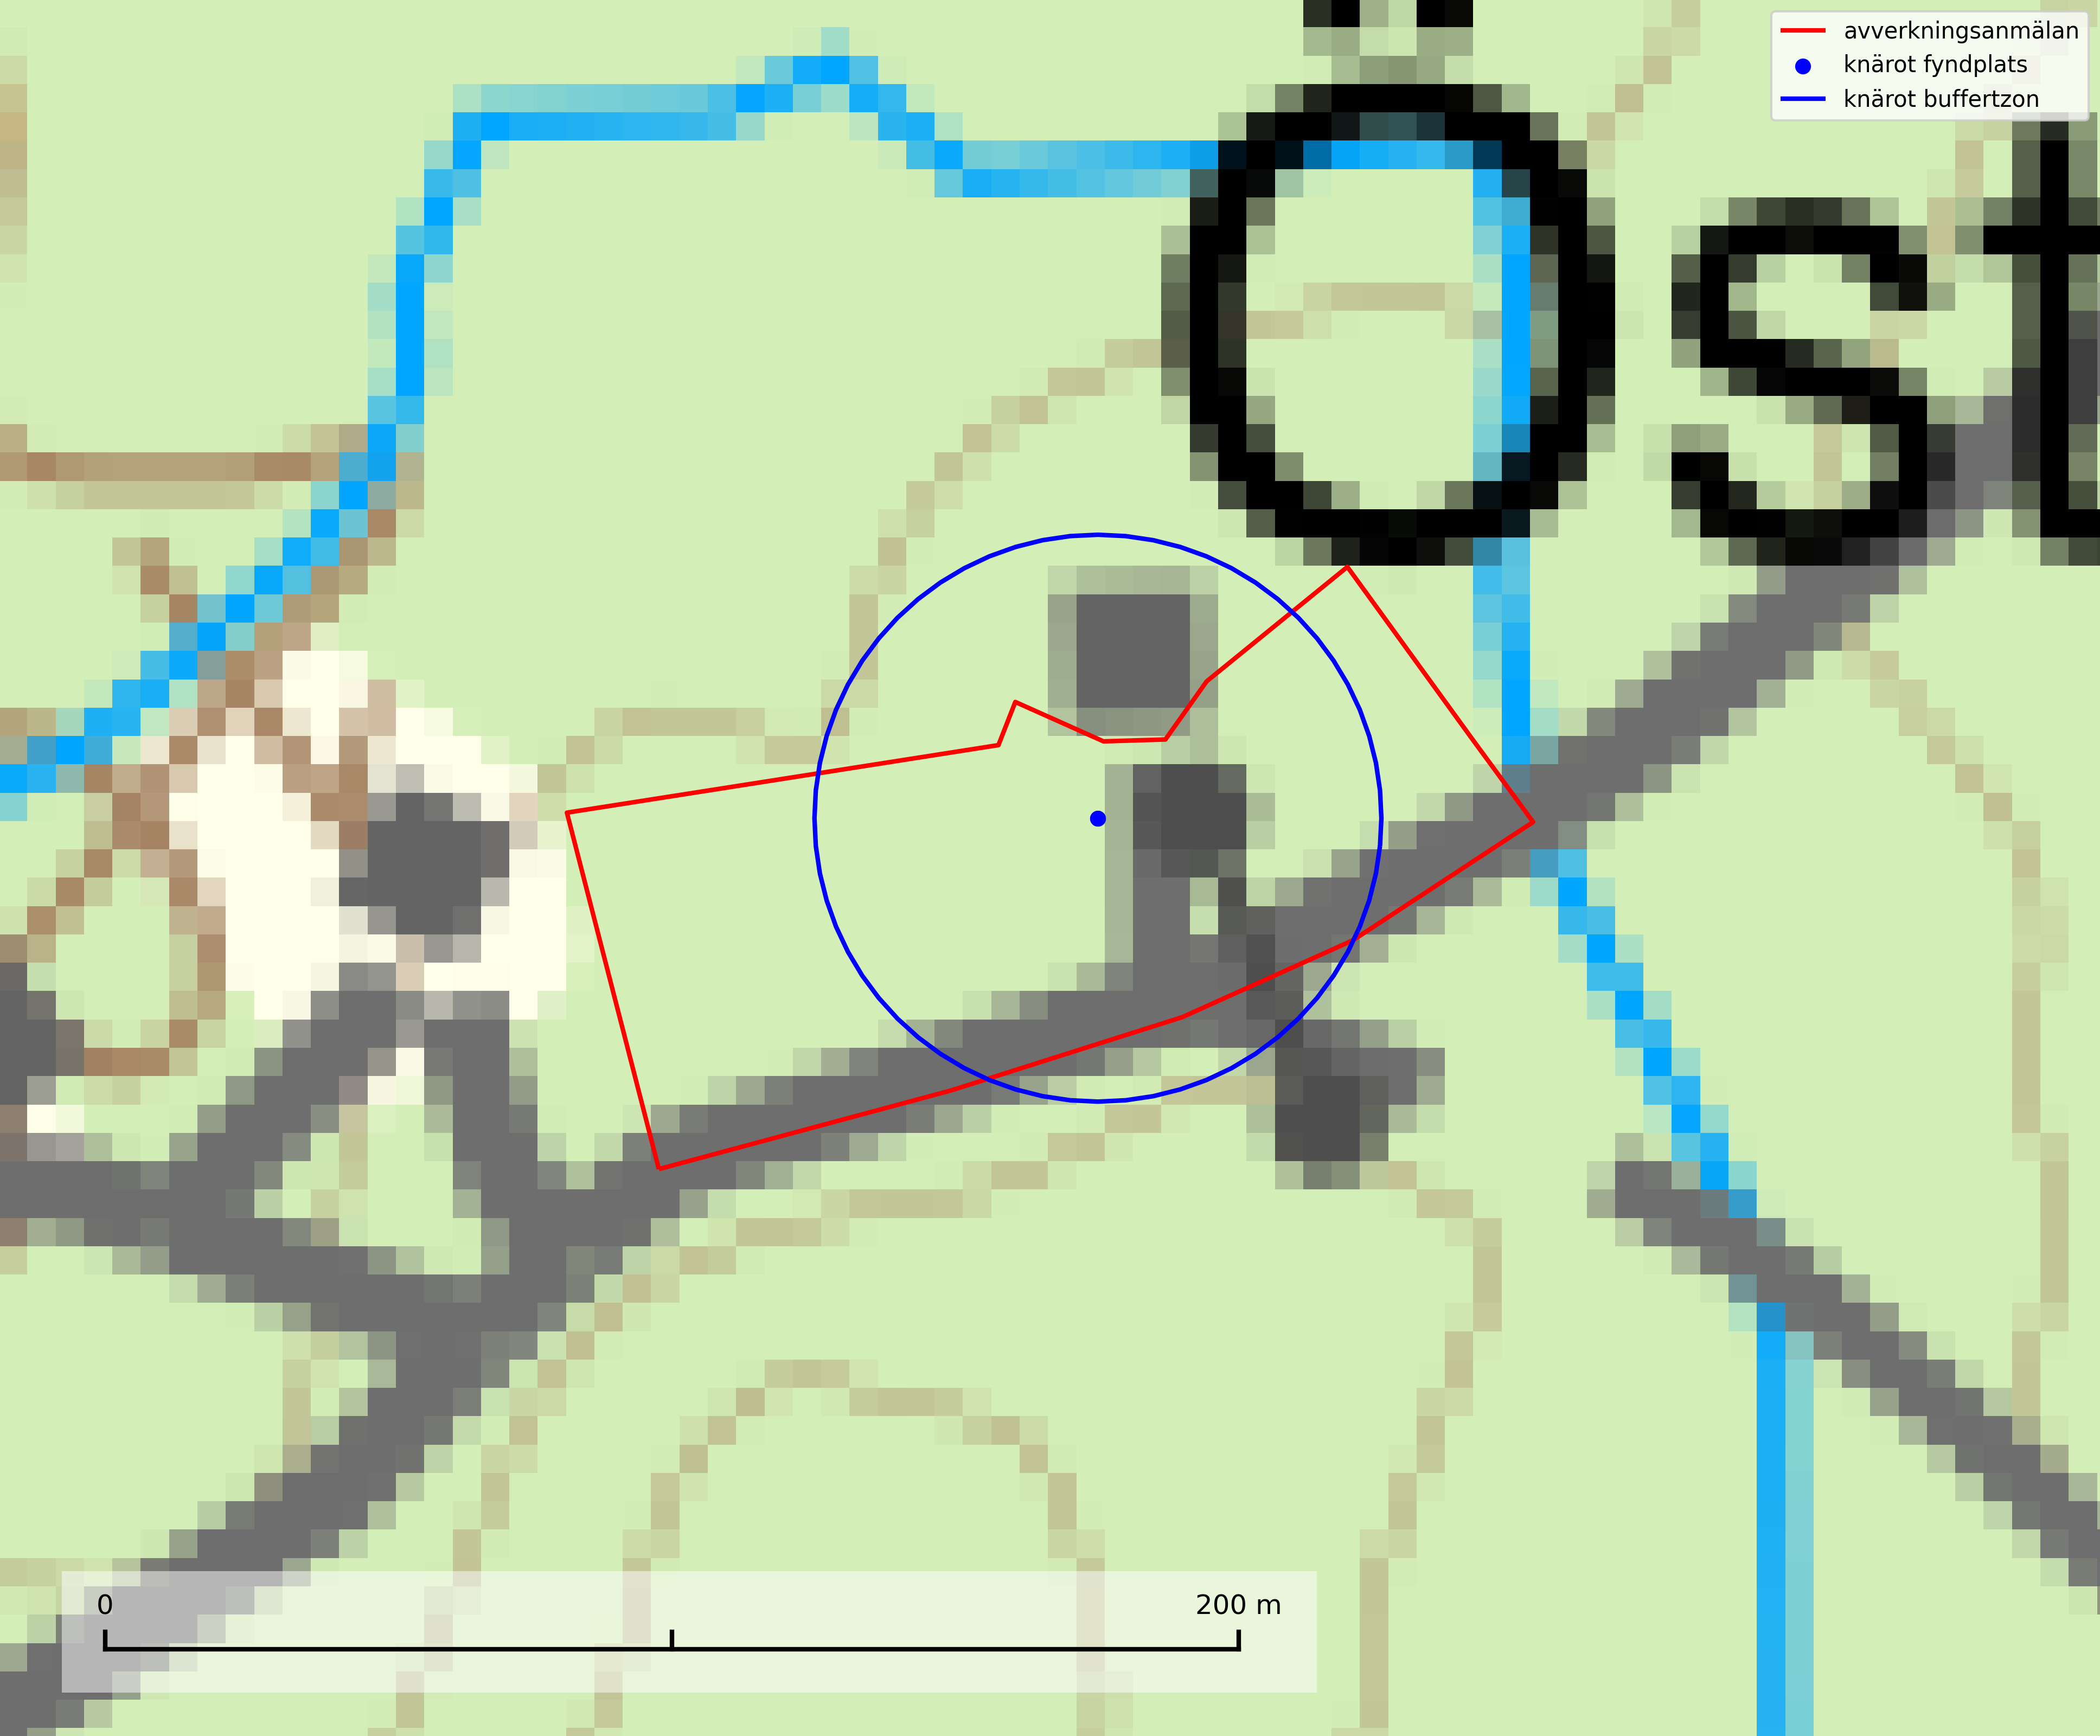 avverkningsanmälan
knärot fyndplats
knärot buffertzon
Öst
0 200 m